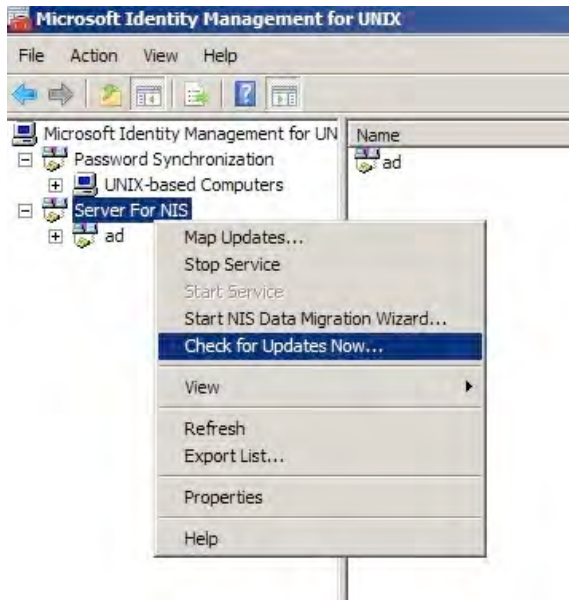 Microsoft Identity Management for UNIX
File Action View Help
Microsoft Identity Management for UN
Password Synchronization
UNIX-based Computers
Server For NIS
ad
Name
ad
Map Updates...
Stop Service
Start Service
Start NIS Data Migration Wizard...
Check for Updates Now...
View
Refresh
Export List...
Properties
Help